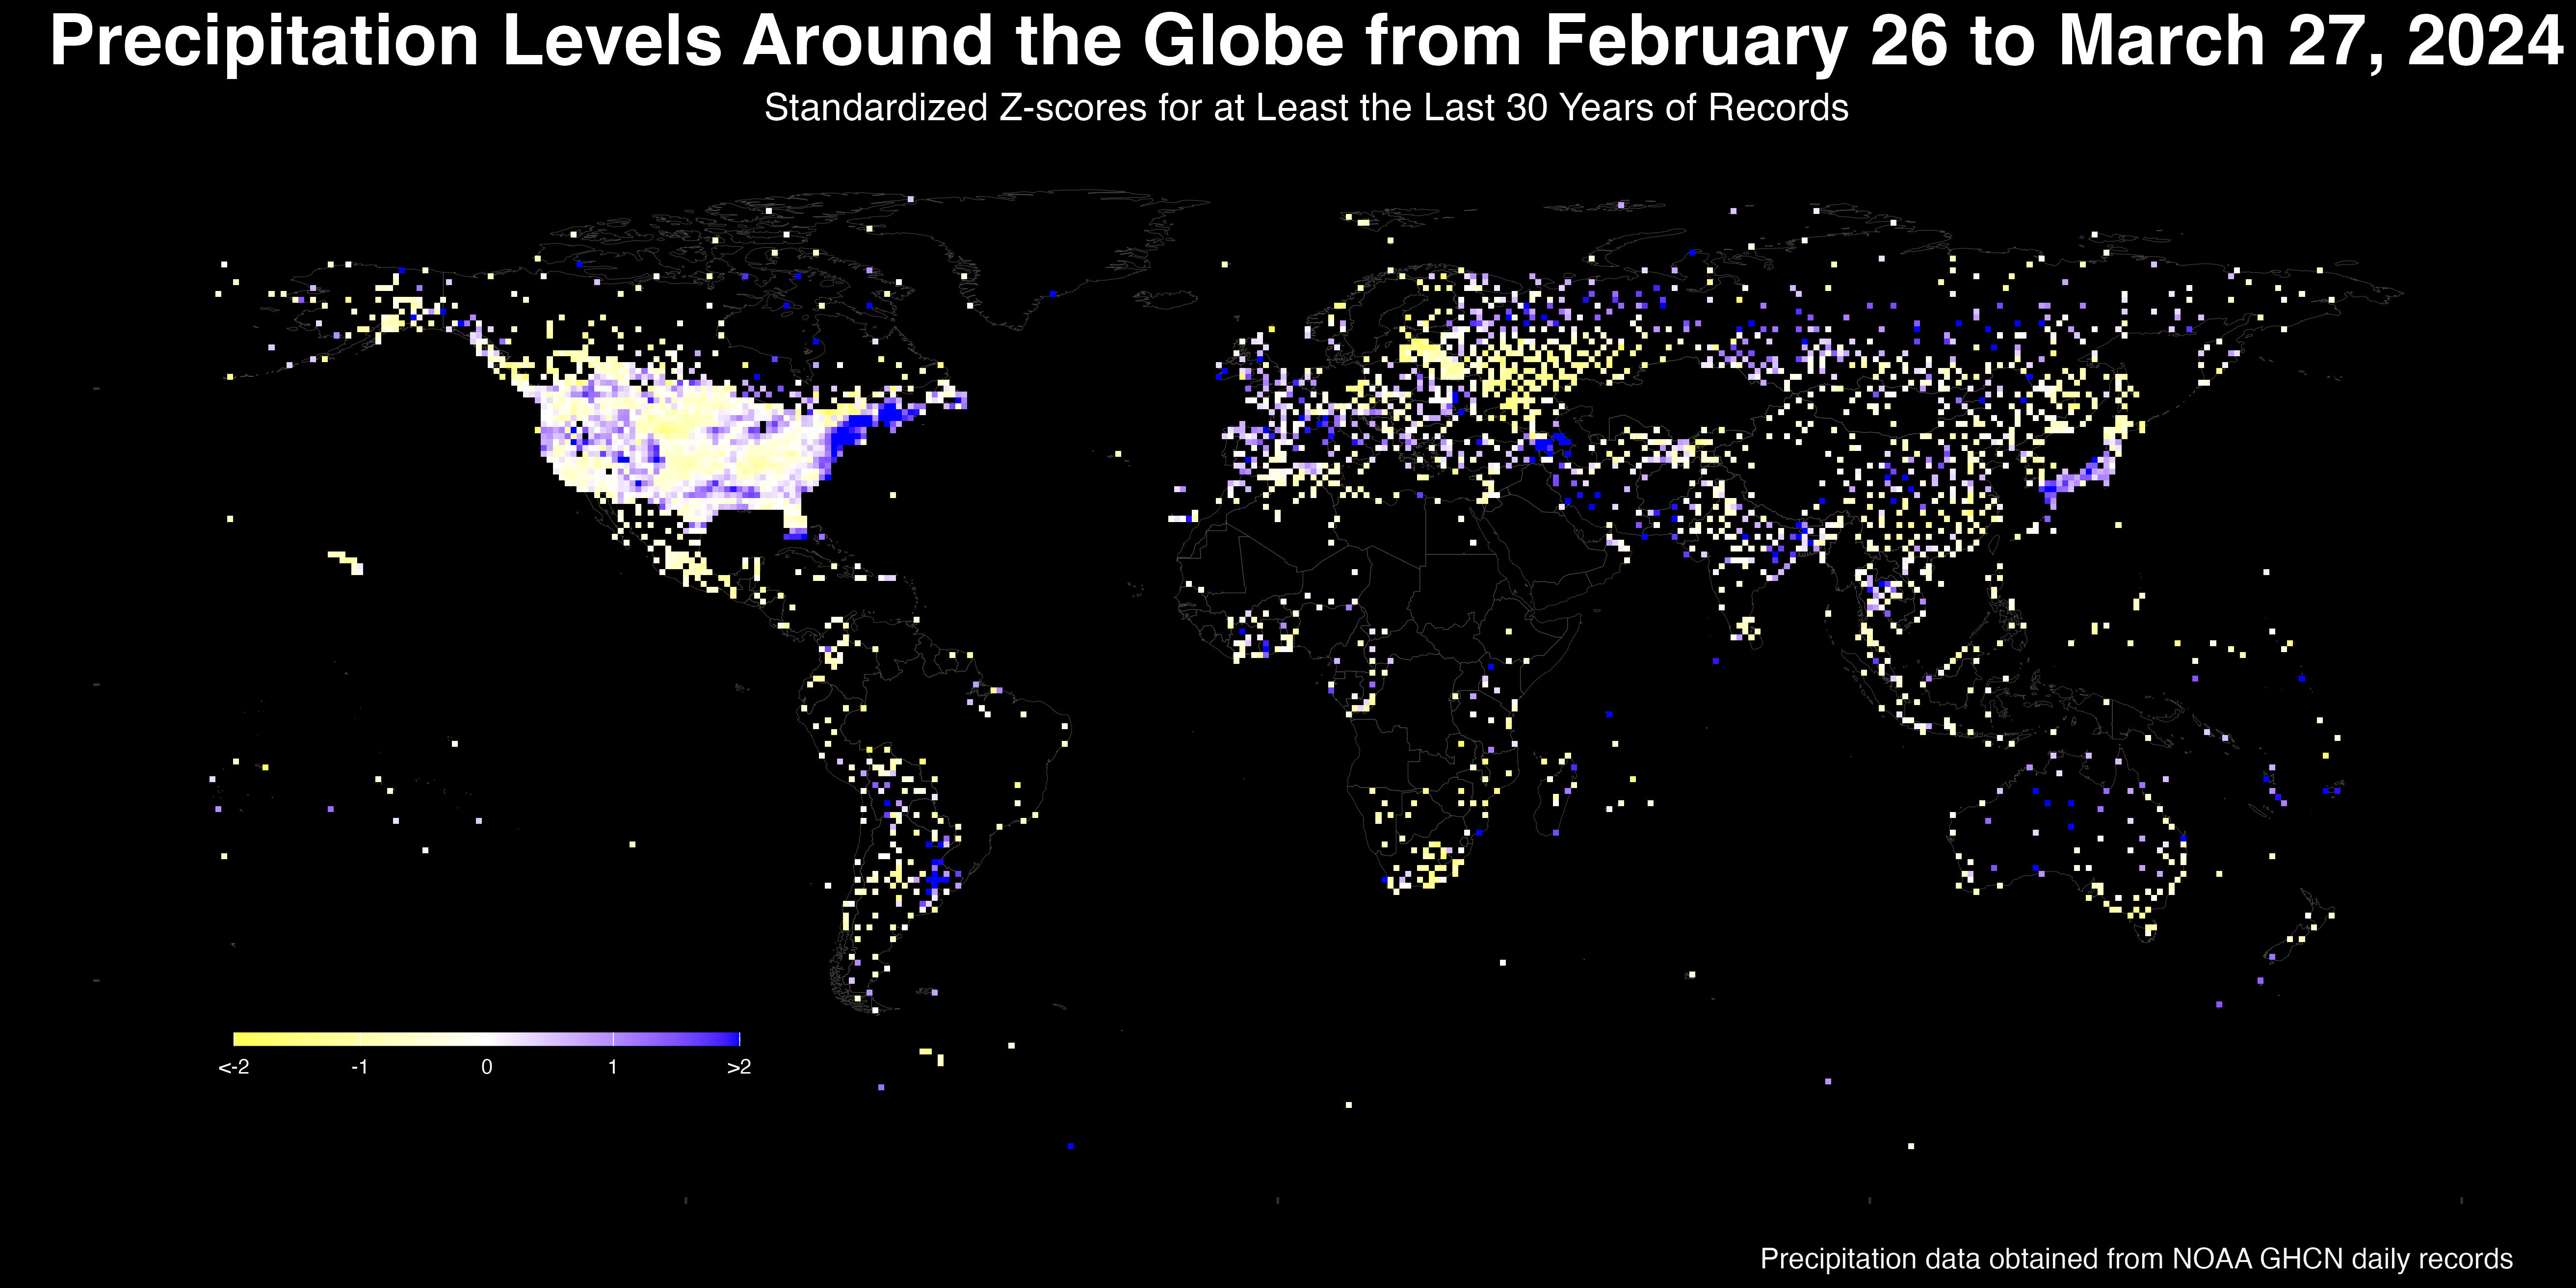 Precipitation Levels Around the Globe from February 26 to March 27, 2024
Standardized Z-scores for at Least the Last 30 Years of Records
<-2 -1 0 1 >2
Precipitation data obtained from NOAA GHCN daily records